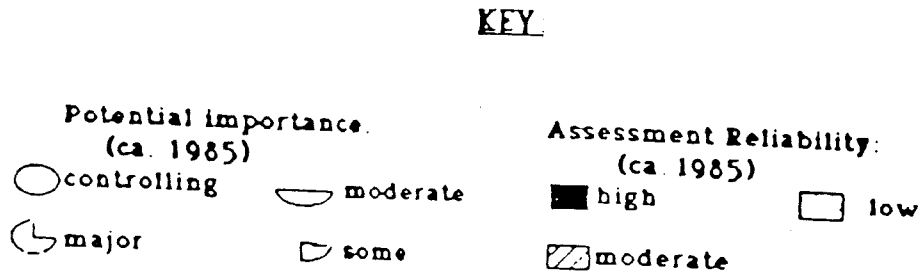 KEY
Potential importance.
(ca. 1985)
controlling
moderate
major
some
Assessment Reliability:
(ca. 1985)
high
low
moderate